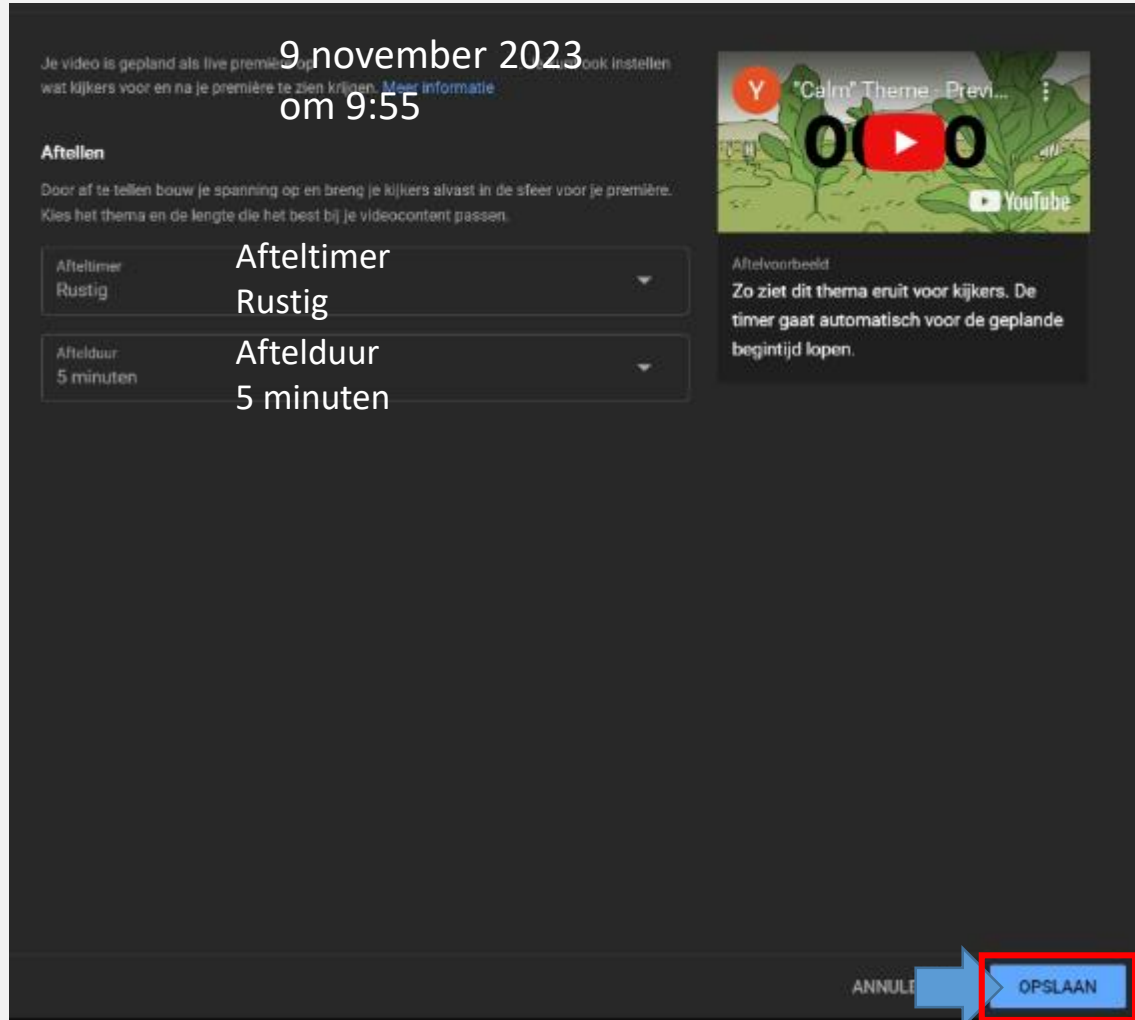 Je video is gepland als live première op
9 november 2023
ook instellen
wat kijkers voor en na je première te zien krijgen. Meer informatie
om 9:55
Aftellen
Door af te tellen bouw je spanning op en breng je kijkers alvast in de sfeer voor je première.
Kies het thema en de lengte die het best bij je videocontent passen.
Afteltimer
Rustig
Afteltimer
Rustig
Aftelduur
5 minuten
Aftelduur
5 minuten
Y
"Calm" Theme - Previ...
YouTube
Aftelvoorbeeld
Zo ziet dit thema eruit voor kijkers. De
timer gaat automatisch voor de geplande
begintijd lopen.
OPSLAAN